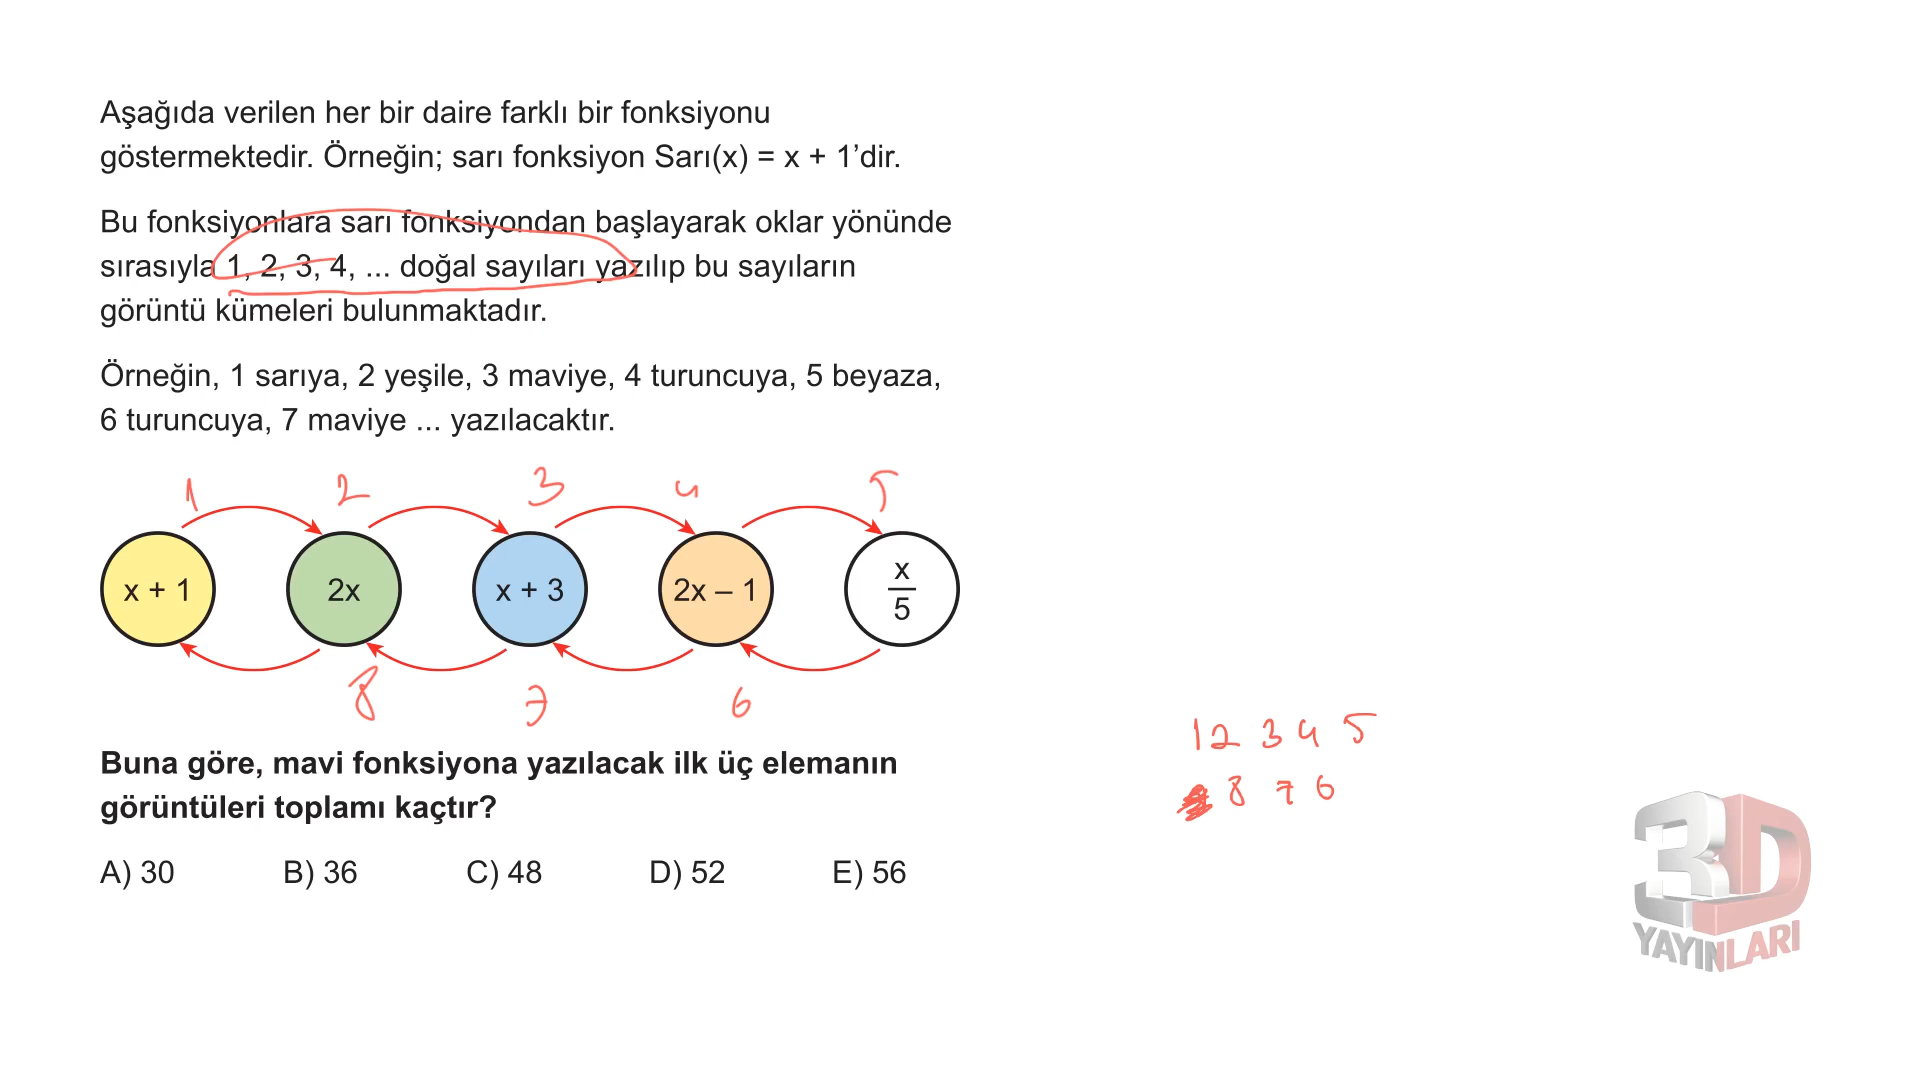 Aşağıda verilen her bir daire farklı bir fonksiyonu
göstermektedir. Örneğin; sarı fonksiyon Sarı(x) = x + 1’dir.
Bu fonksiyonlara sarı fonksiyondan başlayarak oklar yönünde
sırasıyla 1, 2, 3, 4, ... doğal sayıları yazılıp bu sayıların
görüntü kümeleri bulunmaktadır.
Örneğin, 1 sarıya, 2 yeşile, 3 maviye, 4 turuncuya, 5 beyaza,
6 turuncuya, 7 maviye ... yazılacaktır.
1 2 3 4 5
x + 1 2x x + 3 2x – 1 x/5
8 7 6
Buna göre, mavi fonksiyona yazılacak ilk üç elemanın
görüntüleri toplamı kaçtır?
A) 30 B) 36 C) 48 D) 52 E) 56
1 2 3 4 5
8 7 6
3D
YAYINLARI